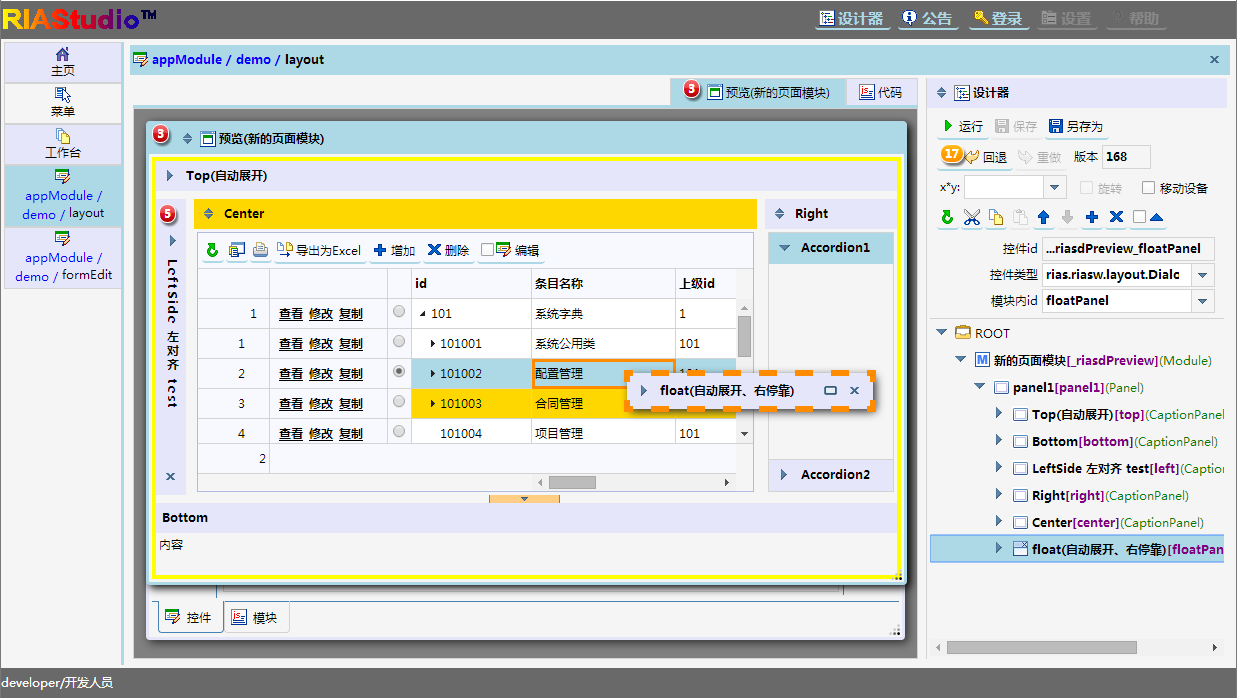 RIAStudio™
设计器 公告 登录 设置 帮助
主页
菜单
工作台
appModule /
demo / layout
appModule /
demo / formEdit
appModule / demo / layout
3 预览(新的页面模块) 代码
3 预览(新的页面模块)
Top(自动展开)
5
LeftSide 左对齐 test
Center
导出为Excel 增加 删除 编辑
id 条目名称 上级id
1 查看 修改 复制 101 系统字典 1
1 查看 修改 复制 101001 系统公用类 101
2 查看 修改 复制 101002 配置管理
3 查看 修改 复制 101003 合同管理
4 查看 修改 复制 101004 项目管理 101
2
float(自动展开、右停靠)
Right
Accordion1
Accordion2
Bottom
内容
控件 模块
设计器
运行 保存 另存为
17 回退 重做 版本 168
x*y: 旋转 移动设备
控件id ...riasdPreview_floatPanel
控件类型 rias.riasw.layout.Dialo
模块内id floatPanel
ROOT
M 新的页面模块[_riasdPreview](Module)
panel1[panel1](Panel)
Top(自动展开)[top](CaptionPanel
Bottom[bottom](CaptionPanel)
LeftSide 左对齐 test[left](Captio
Right[right](CaptionPanel)
Center[center](CaptionPanel)
float(自动展开、右停靠)[floatPan
developer/开发人员